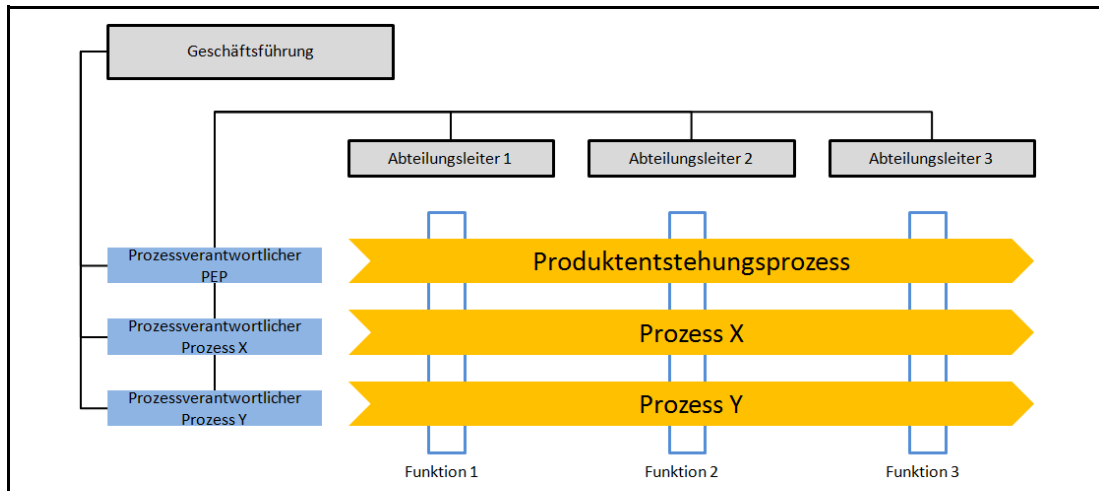 Geschäftsführung
Abteilungsleiter 1
Abteilungsleiter 2
Abteilungsleiter 3
Prozessverantwortlicher
PEP
Produktentstehungsprozess
Prozessverantwortlicher
Prozess X
Prozess X
Prozessverantwortlicher
Prozess Y
Prozess Y
Funktion 1
Funktion 2
Funktion 3